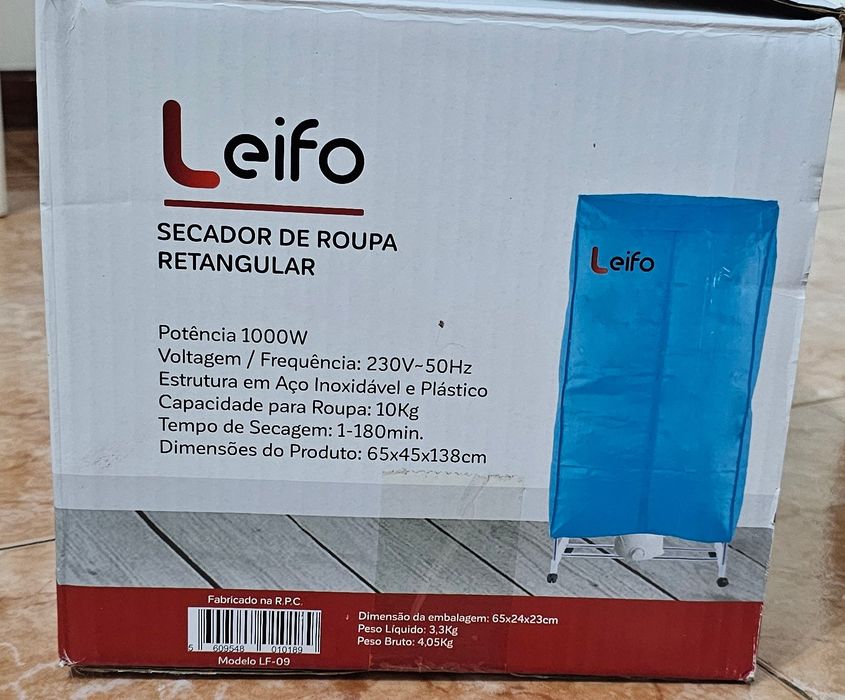 Leifo
SECADOR DE ROUPA
RETANGULAR
Leifo
Potência 1000W
Voltagem / Frequência: 230V~50Hz
Estrutura em Aço Inoxidável e Plástico
Capacidade para Roupa: 10Kg
Tempo de Secagem: 1-180min.
Dimensões do Produto: 65x45x138cm
Fabricado na R.P.C.
5 609548 010189
Modelo LF-09
Dimensão da embalagem: 65x24x23cm
Peso Líquido: 3,3Kg
Peso Bruto: 4,05Kg